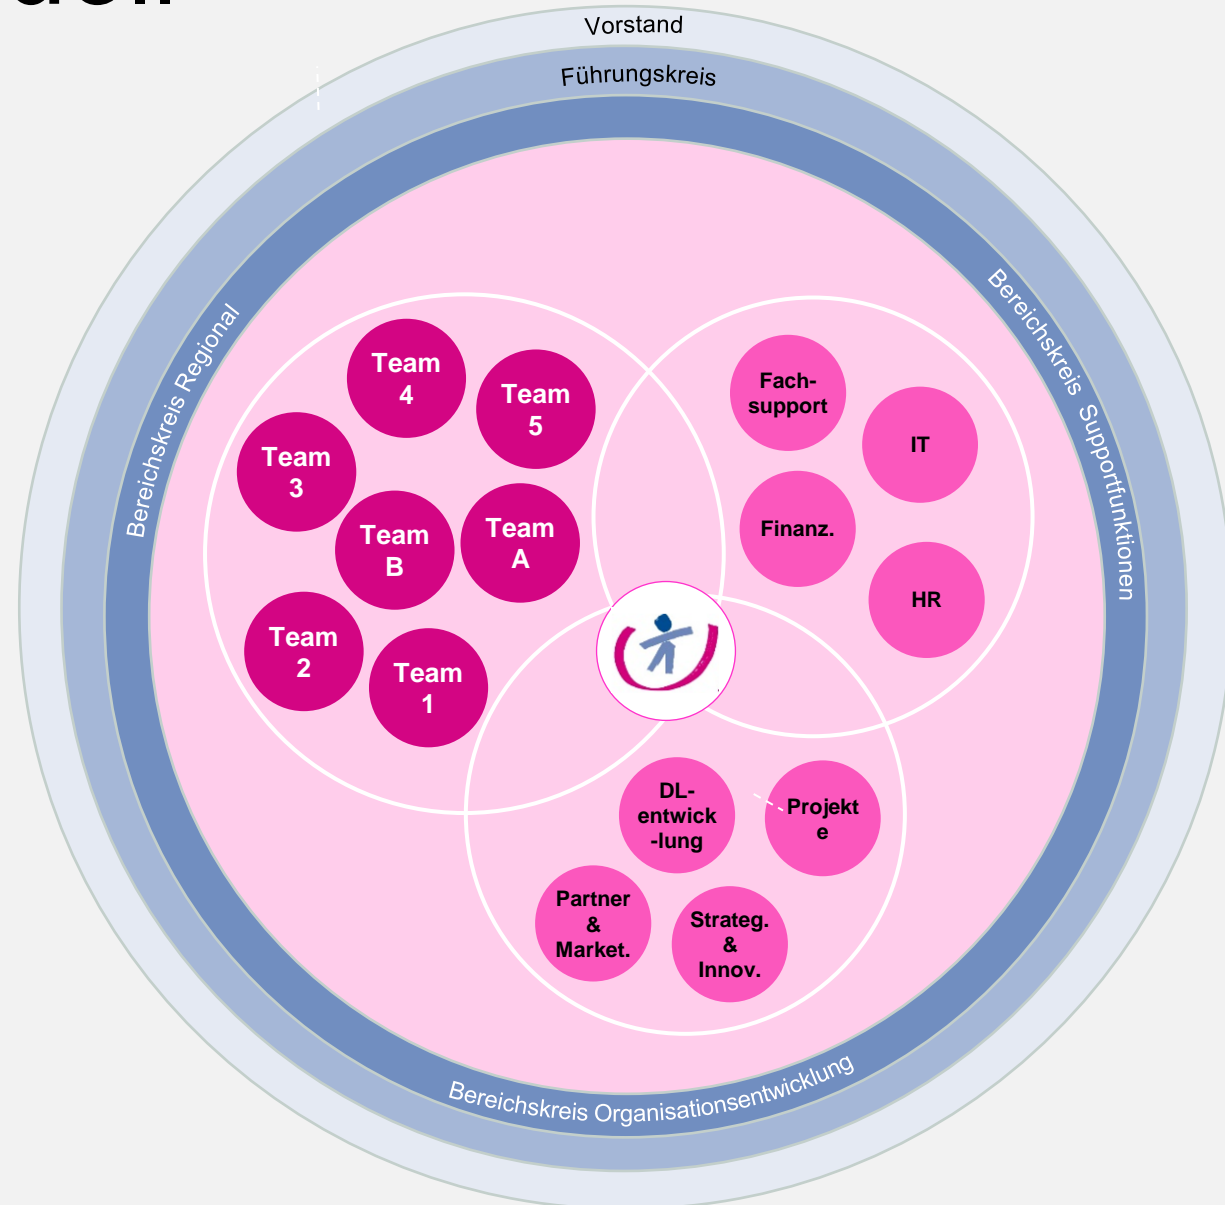 Vorstand
Führungskreis
Bereichskreis Regional
Bereichskreis Supportfunktionen
Team
4
Team
5
Team
3
Team
B
Team
A
Team
2
Team
1
Fach-
support
IT
Finanz.
HR
DL-
entwick
-lung
Projekt
e
Partner
&
Market.
Strateg.
&
Innov.
Bereichskreis Organisationsentwicklung